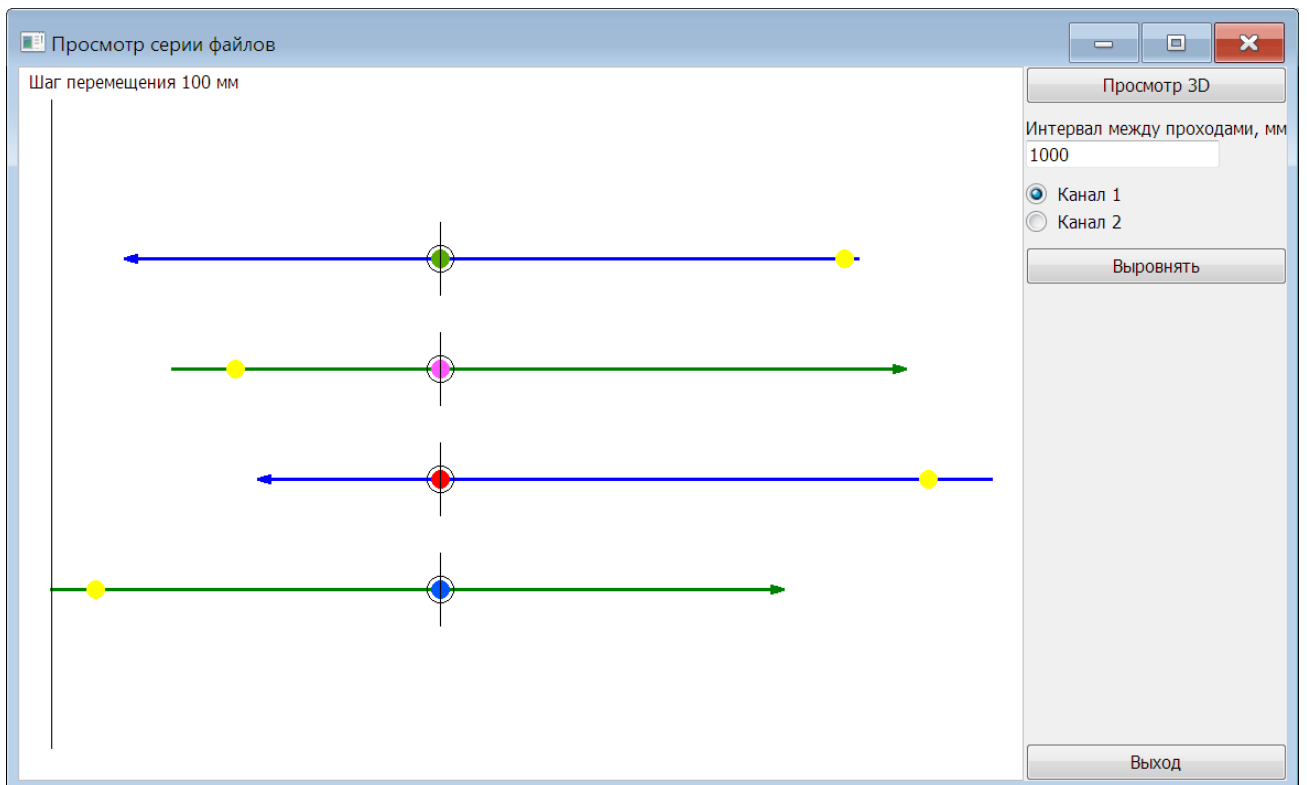 Просмотр серии файлов
Шаг перемещения 100 мм
Просмотр 3D
Интервал между проходами, мм
1000
Канал 1
Канал 2
Выровнять
Выход